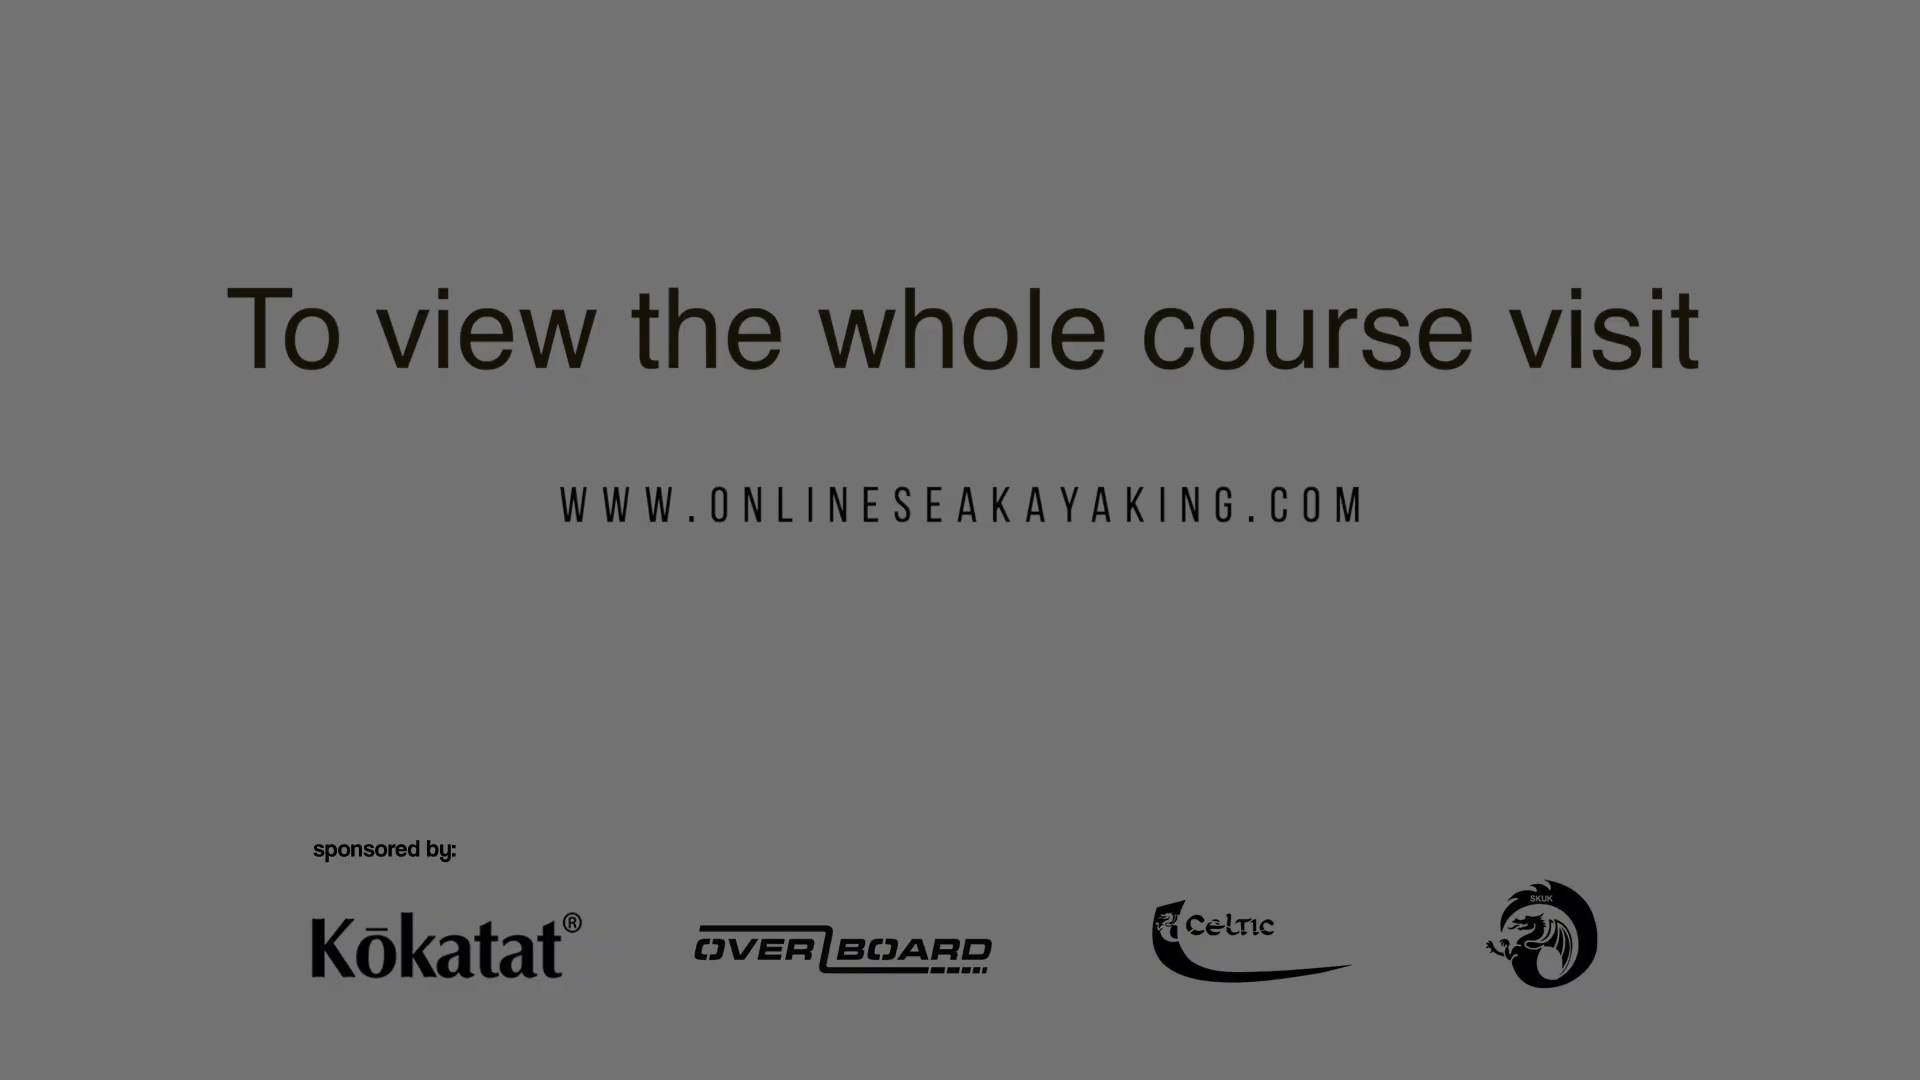 To view the whole course visit
WWW.ONLINESEAKAYAKING.COM
sponsored by:
Kōkatat®
OVERBOARD
Celtic
SKUK